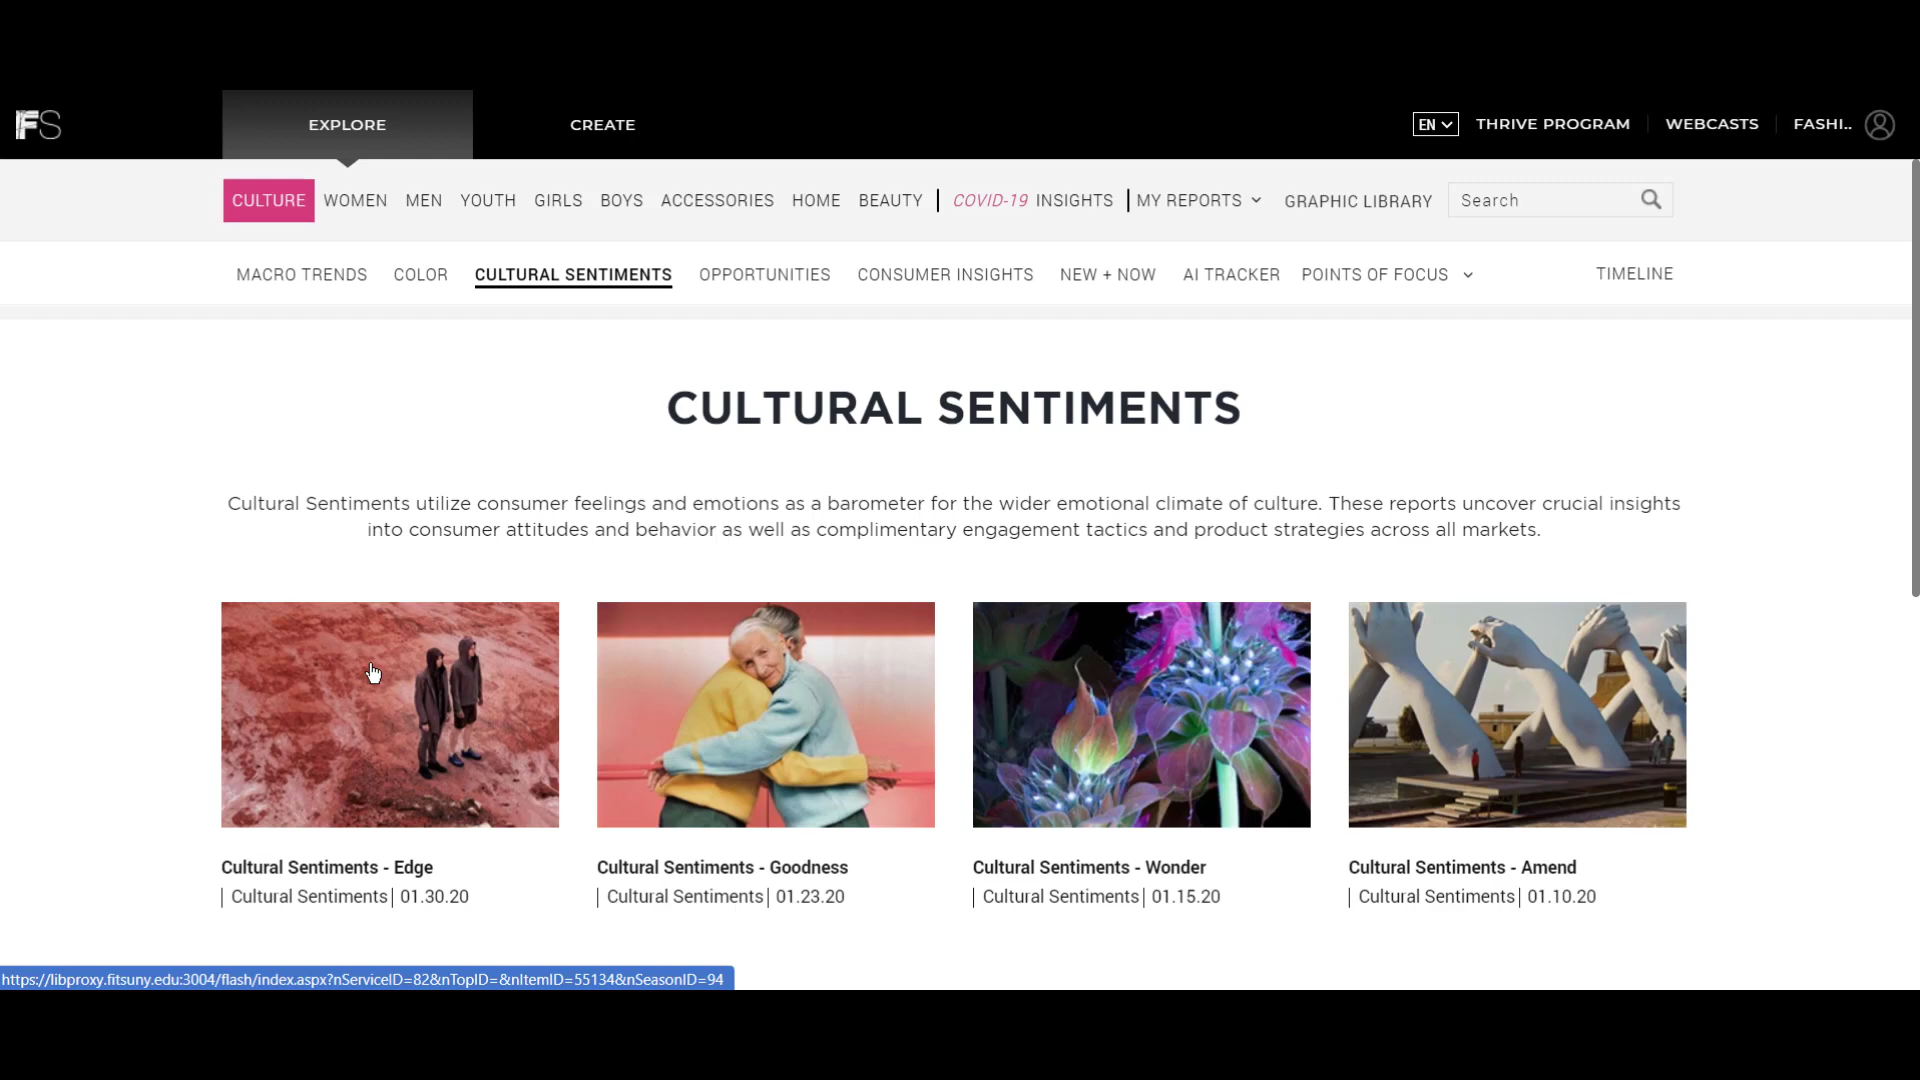 FS
EXPLORE CREATE EN THRIVE PROGRAM WEBCASTS FASHI..
CULTURE WOMEN MEN YOUTH GIRLS BOYS ACCESSORIES HOME BEAUTY COVID-19 INSIGHTS MY REPORTS GRAPHIC LIBRARY Search
MACRO TRENDS COLOR CULTURAL SENTIMENTS OPPORTUNITIES CONSUMER INSIGHTS NEW + NOW AI TRACKER POINTS OF FOCUS TIMELINE
CULTURAL SENTIMENTS
Cultural Sentiments utilize consumer feelings and emotions as a barometer for the wider emotional climate of culture. These reports uncover crucial insights
into consumer attitudes and behavior as well as complimentary engagement tactics and product strategies across all markets.
Cultural Sentiments - Edge
| Cultural Sentiments | 01.30.20
Cultural Sentiments - Goodness
| Cultural Sentiments | 01.23.20
Cultural Sentiments - Wonder
| Cultural Sentiments | 01.15.20
Cultural Sentiments - Amend
| Cultural Sentiments | 01.10.20
https://libproxy.fitsuny.edu:3004/flash/index.aspx?nServiceID=82&nTopID=&nItemID=55134&nSeasonID=94